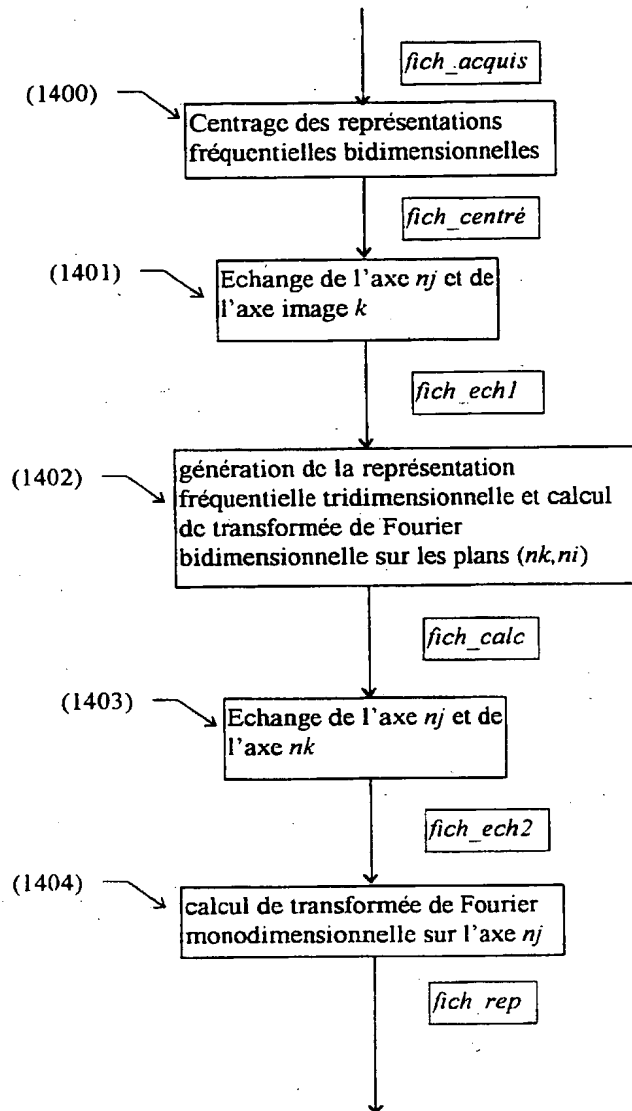 fich_acquis
(1400)
Centrage des représentations
fréquentielles bidimensionnelles
fich_centré
(1401)
Echange de l'axe nj et de
l'axe image k
fich_ech1
(1402)
génération de la représentation
fréquentielle tridimensionnelle et calcul
de transformée de Fourier
bidimensionnelle sur les plans (nk,ni)
fich_calc
(1403)
Echange de l'axe nj et de
l'axe nk
fich_ech2
(1404)
calcul de transformée de Fourier
monodimensionnelle sur l'axe nj
fich_rep